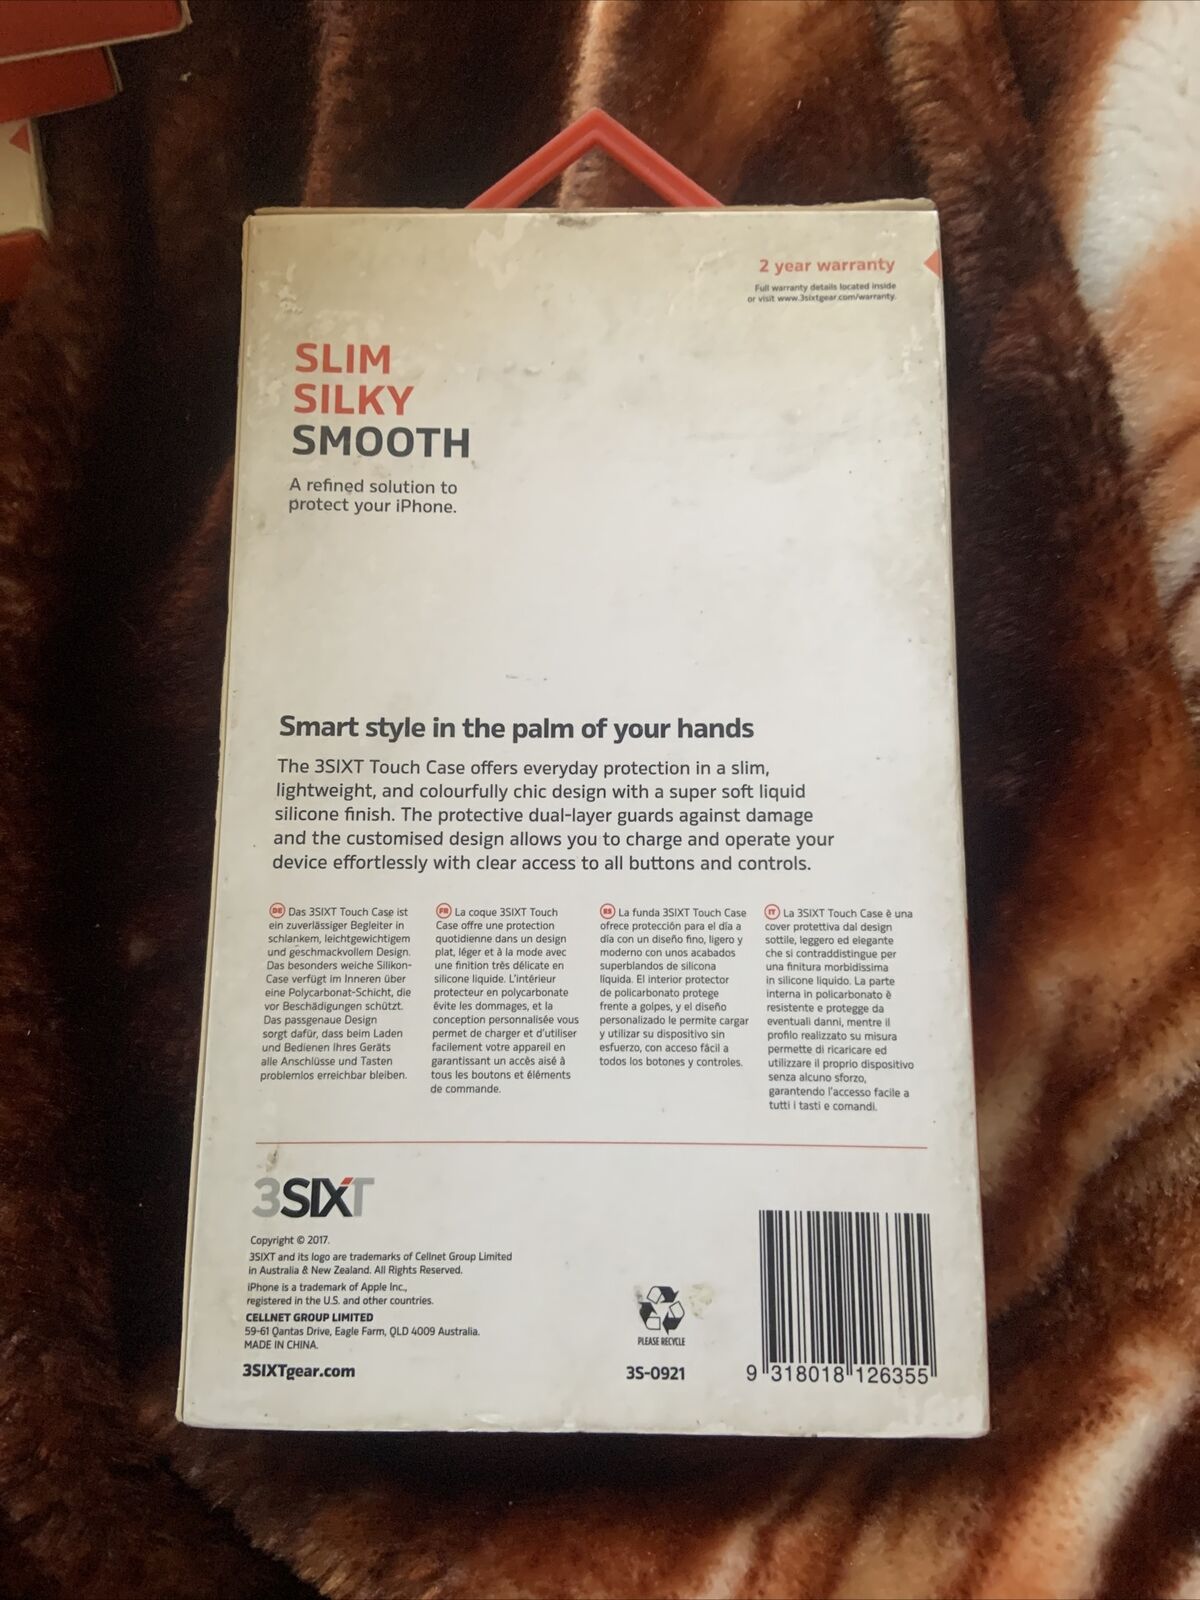 2 year warranty
Full warranty details located inside
or visit www.3sixtgear.com/warranty.
SLIM
SILKY
SMOOTH
A refined solution to
protect your iPhone.
Smart style in the palm of your hands
The 3SIXT Touch Case offers everyday protection in a slim,
lightweight, and colourfully chic design with a super soft liquid
silicone finish. The protective dual-layer guards against damage
and the customised design allows you to charge and operate your
device effortlessly with clear access to all buttons and controls.
DE Das 3SIXT Touch Case ist
ein zuverlässiger Begleiter in
schlankem, leichtgewichtigem
und geschmackvollem Design.
Das besonders weiche Silikon-
Case verfügt im Inneren über
eine Polycarbonat-Schicht, die
vor Beschädigungen schützt.
Das passgenaue Design
sorgt dafür, dass beim Laden
und Bedienen Ihres Geräts
alle Anschlüsse und Tasten
problemlos erreichbar bleiben.
FR La coque 3SIXT Touch
Case offre une protection
quotidienne dans un design
plat, léger et à la mode avec
une finition très délicate en
silicone liquide. L'intérieur
protecteur en polycarbonate
évite les dommages, et la
conception personnalisée vous
permet de charger et d'utiliser
facilement votre appareil en
garantissant un accès aisé à
tous les boutons et éléments
de commande.
ES La funda 3SIXT Touch Case
ofrece protección para el día a
día con un diseño fino, ligero y
moderno con unos acabados
superblandos de silicona
líquida. El interior protector
de policarbonato protege
frente a golpes, y el diseño
personalizado le permite cargar
y utilizar su dispositivo sin
esfuerzo, con acceso fácil a
todos los botones y controles.
IT La 3SIXT Touch Case è una
cover protettiva dal design
sottile, leggero ed elegante
che si contraddistingue per
una finitura morbidissima
in silicone liquido. La parte
interna in policarbonato è
resistente e protegge da
eventuali danni, mentre il
profilo realizzato su misura
permette di ricaricare ed
utilizzare il proprio dispositivo
senza alcuno sforzo,
garantendo l'accesso facile a
tutti i tasti e comandi.
3SIXT
Copyright © 2017.
3SIXT and its logo are trademarks of Cellnet Group Limited
in Australia & New Zealand. All Rights Reserved.
iPhone is a trademark of Apple Inc.,
registered in the U.S. and other countries.
CELLNET GROUP LIMITED
59-61 Qantas Drive, Eagle Farm, QLD 4009 Australia.
MADE IN CHINA.
3SIXTgear.com
PLEASE RECYCLE
3S-0921
9 318018 126355